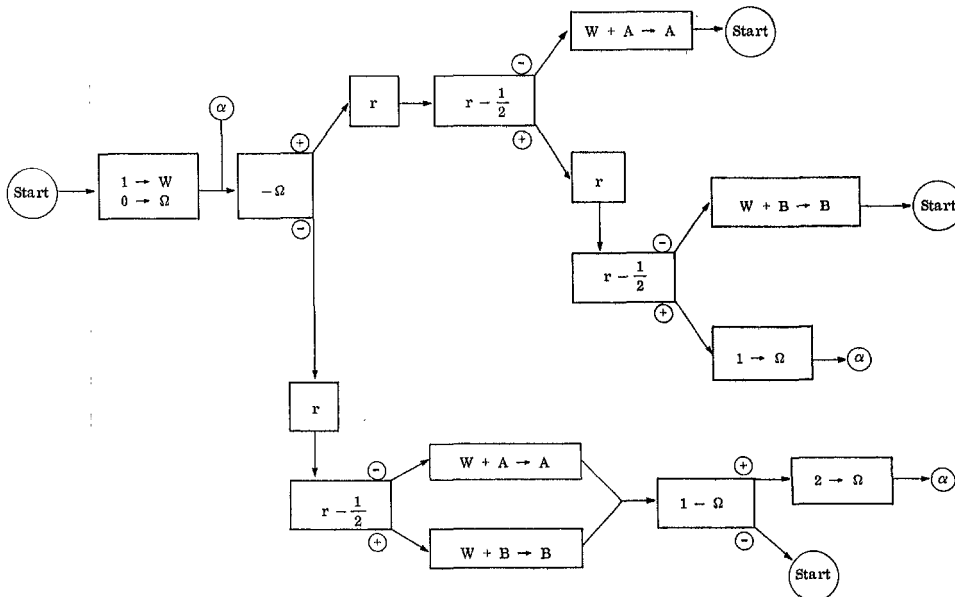 W + A → A
Start
⊖
r
r − 1/2
⊕
α
⊕
r
Start
1 → W
0 → Ω
− Ω
W + B → B
Start
⊖
⊖
r − 1/2
⊕
1 → Ω
α
r
W + A → A
⊖
⊕
2 → Ω
α
r − 1/2
1 − Ω
⊕
⊖
W + B → B
Start